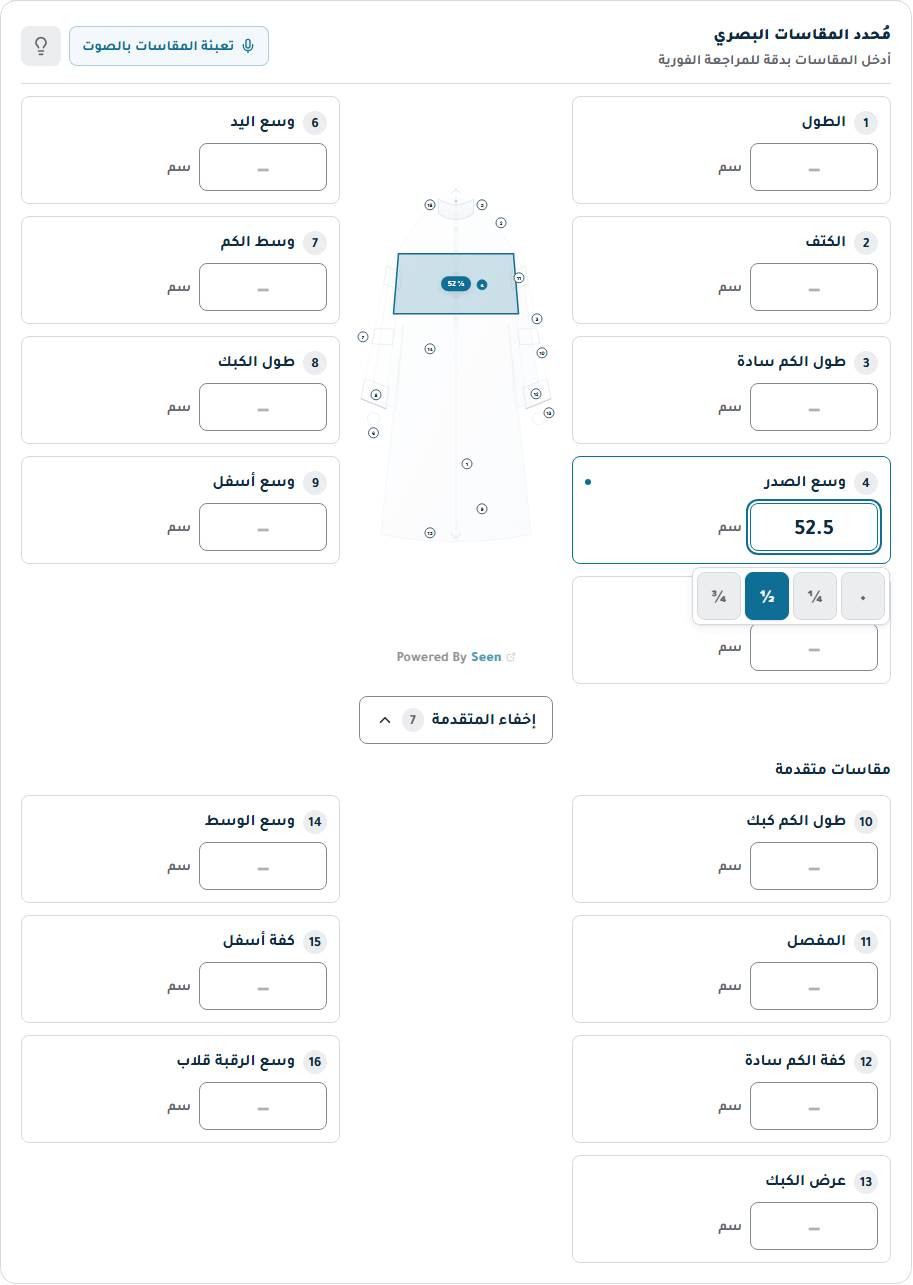 مُحدد المقاسات البصري
أدخل المقاسات بدقة للمراجعة الفورية
تعبئة المقاسات بالصوت
1 الطول
– سم
2 الكتف
– سم
3 طول الكم سادة
– سم
4 وسع الصدر
52.5 سم
٠ ¼ ½ ¾
– سم
6 وسع اليد
– سم
7 وسط الكم
– سم
8 طول الكبك
– سم
9 وسع أسفل
– سم
52 ½ 4
Powered By Seen
إخفاء المتقدمة 7
مقاسات متقدمة
10 طول الكم كبك
– سم
11 المفصل
– سم
12 كفة الكم سادة
– سم
13 عرض الكبك
– سم
14 وسع الوسط
– سم
15 كفة أسفل
– سم
16 وسع الرقبة قلاب
– سم